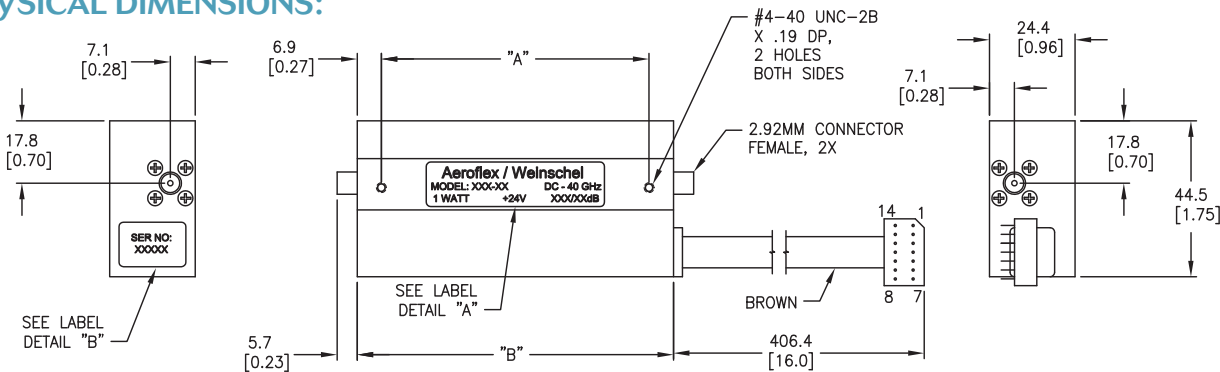 YSICAL DIMENSIONS:
7.1
[0.28]
17.8
[0.70]
SER NO:
XXXXX
SEE LABEL
DETAIL "B"
6.9
[0.27]
"A"
#4-40 UNC-2B
X .19 DP,
2 HOLES
BOTH SIDES
2.92MM CONNECTOR
FEMALE, 2X
Aeroflex / Weinschel
MODEL: XXX-XX DC - 40 GHz
1 WATT +24V XXX/XXdB
SEE LABEL
DETAIL "A"
14 1
8 7
BROWN
5.7
[0.23]
"B"
406.4
[16.0]
24.4
[0.96]
7.1
[0.28]
17.8
[0.70]
44.5
[1.75]